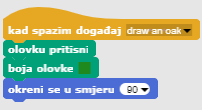 kad spazim događaj draw an oak
olovku pritisni
boja olovke
okreni se u smjeru 90